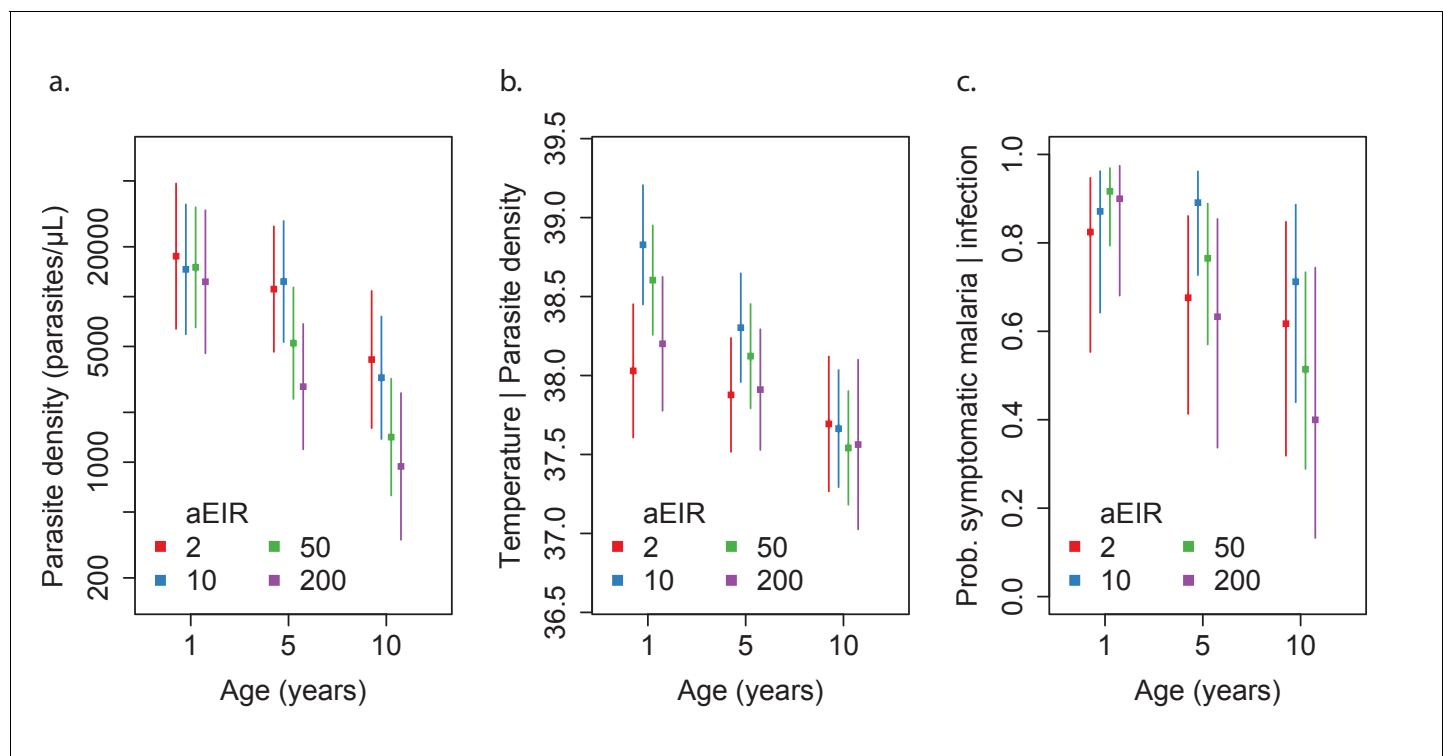 a.
Parasite density (parasites/µL)
20000
5000
1000
200
aEIR
2 50
10 200
1 5 10
Age (years)
b.
Temperature | Parasite density
39.5
39.0
38.5
38.0
37.5
37.0
36.5
aEIR
2 50
10 200
1 5 10
Age (years)
c.
Prob. symptomatic malaria | infection
1.0
0.8
0.6
0.4
0.2
0.0
aEIR
2 50
10 200
1 5 10
Age (years)